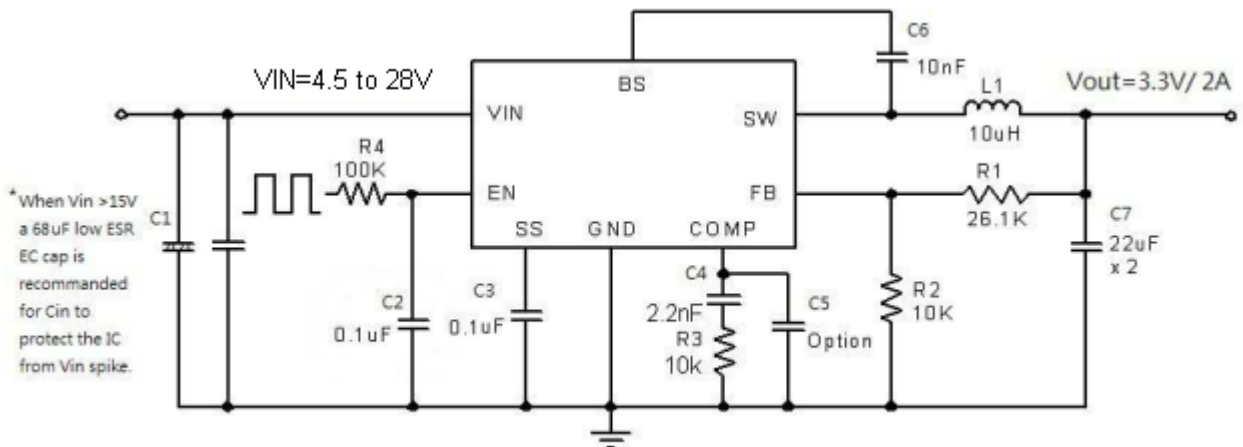 VIN=4.5 to 28V
BS
C6
10nF
Vout=3.3V/ 2A
L1
10uH
VIN
SW
R4
100K
EN
FB
R1
26.1K
SS
GND
COMP
*When Vin >15V
a 68uF low ESR
EC cap is
recommanded
for Cin to
protect the IC
from Vin spike.
C1
C2
0.1uF
C3
0.1uF
C4
2.2nF
R3
10k
C5
Option
R2
10K
C7
22uF
x 2